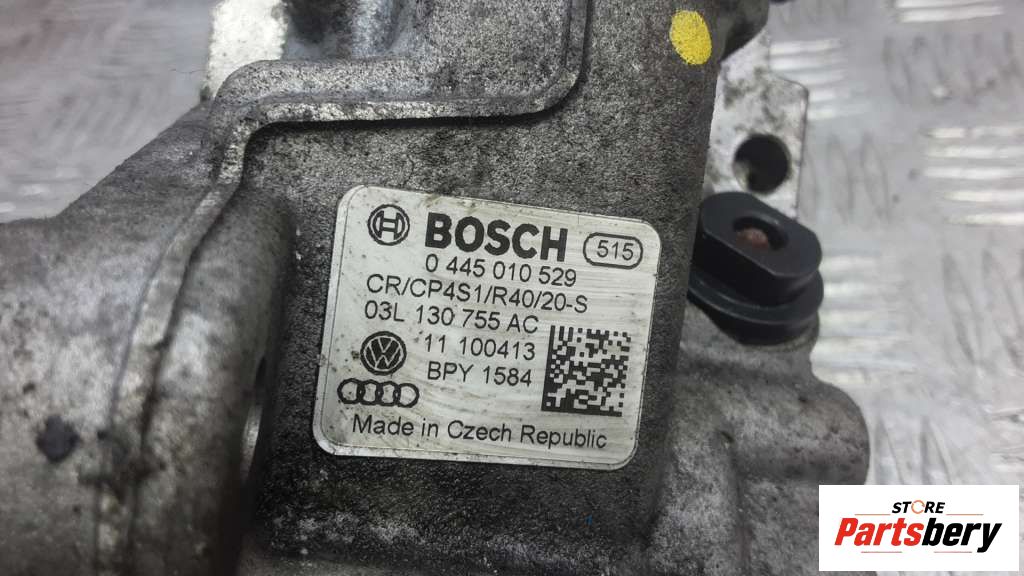 BOSCH 515
0 445 010 529
CR/CP4S1/R40/20-S
03L 130 755 AC
11 100413
BPY 1584
Made in Czech Republic
STORE
Partsbery